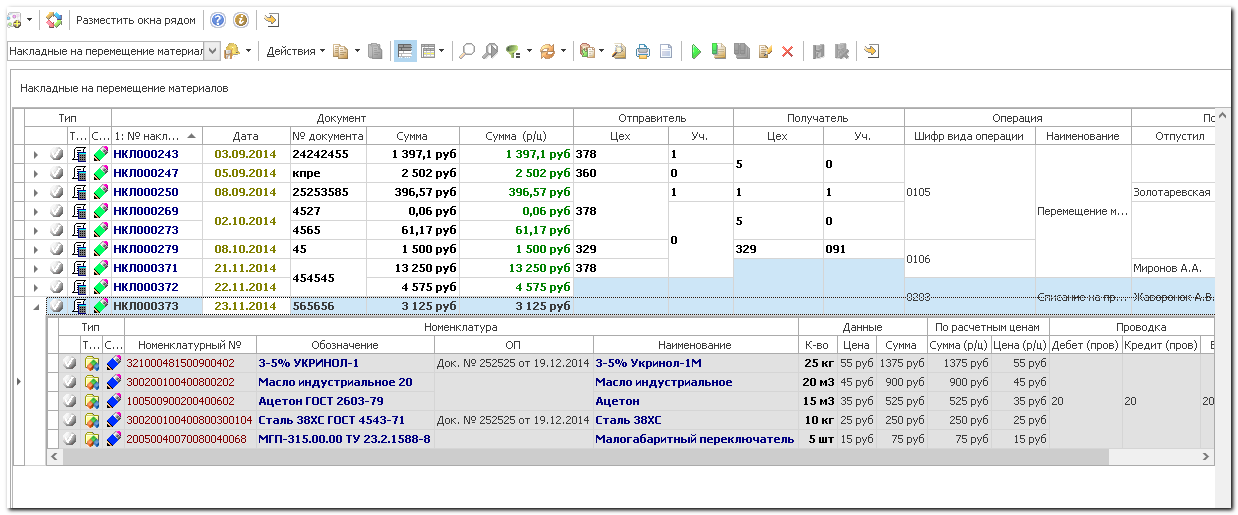 Разместить окна рядом
Накладные на перемещение материал Действия
Накладные на перемещение материалов
Тип Документ Отправитель Получатель Операция По
Т... С... 1: № накл... Дата № документа Сумма Сумма (р/ц) Цех Уч. Цех Уч. Шифр вида операции Наименование Отпустил
НКЛ000243 03.09.2014 24242455 1 397,1 руб 1 397,1 руб 378 1 5 0
НКЛ000247 05.09.2014 кпре 2 502 руб 2 502 руб 360 0
НКЛ000250 08.09.2014 25253585 396,57 руб 396,57 руб 1 1 1 0105 Золотаревская
НКЛ000269 02.10.2014 4527 0,06 руб 0,06 руб 378 5 0 Перемещение м...
НКЛ000273 4565 61,17 руб 61,17 руб 0
НКЛ000279 08.10.2014 45 1 500 руб 1 500 руб 329 329 091 0106
НКЛ000371 21.11.2014 454545 13 250 руб 13 250 руб 378 Миронов А.А.
НКЛ000372 22.11.2014 4 575 руб 4 575 руб
НКЛ000373 23.11.2014 565656 3 125 руб 3 125 руб Списание на пр... Жаворонок А.В.
Тип Номенклатура Данные По расчетным ценам Проводка
Т... С... Номенклатурный № Обозначение ОП Наименование К-во Цена Сумма Сумма (р/ц) Цена (р/ц) Дебет (пров) Кредит (пров)
321000481500900402 З-5% УКРИНОЛ-1 Док. № 252525 от 19.12.2014 З-5% Укринол-1М 25 кг 55 руб 1375 руб 1375 руб 55 руб
300200100400800202 Масло индустриальное 20 Масло индустриальное 20 м3 45 руб 900 руб 900 руб 45 руб
100500900200400602 Ацетон ГОСТ 2603-79 Ацетон 15 м3 35 руб 525 руб 525 руб 35 руб 20 20 20
300200100400800300104 Сталь 38ХС ГОСТ 4543-71 Док. № 252525 от 19.12.2014 Сталь 38ХС 10 кг 25 руб 250 руб 250 руб 25 руб
20050040070080040068 МГП-315.00.00 ТУ 23.2.1588-8 Малогабаритный переключатель 5 шт 15 руб 75 руб 75 руб 15 руб